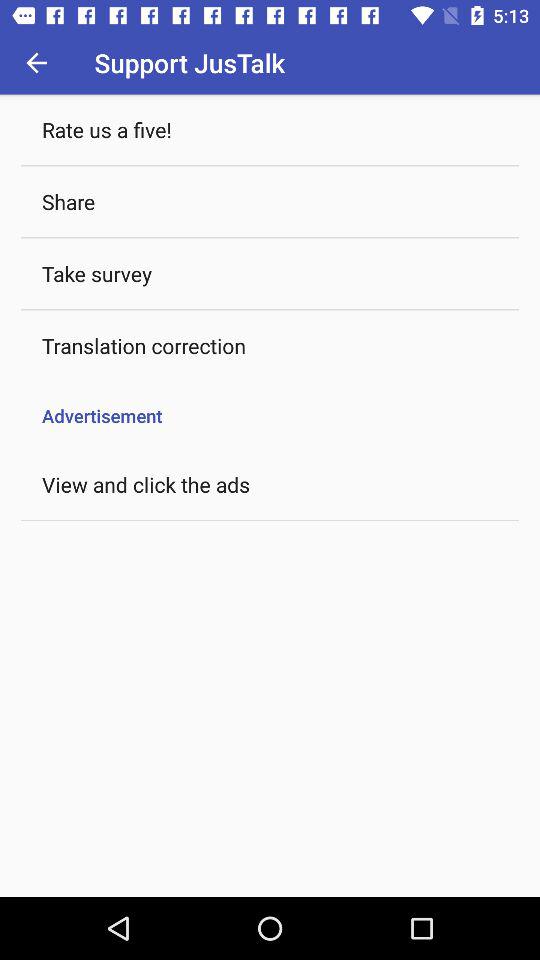 5:13
Support JusTalk
Rate us a five!
Share
Take survey
Translation correction
Advertisement
View and click the ads